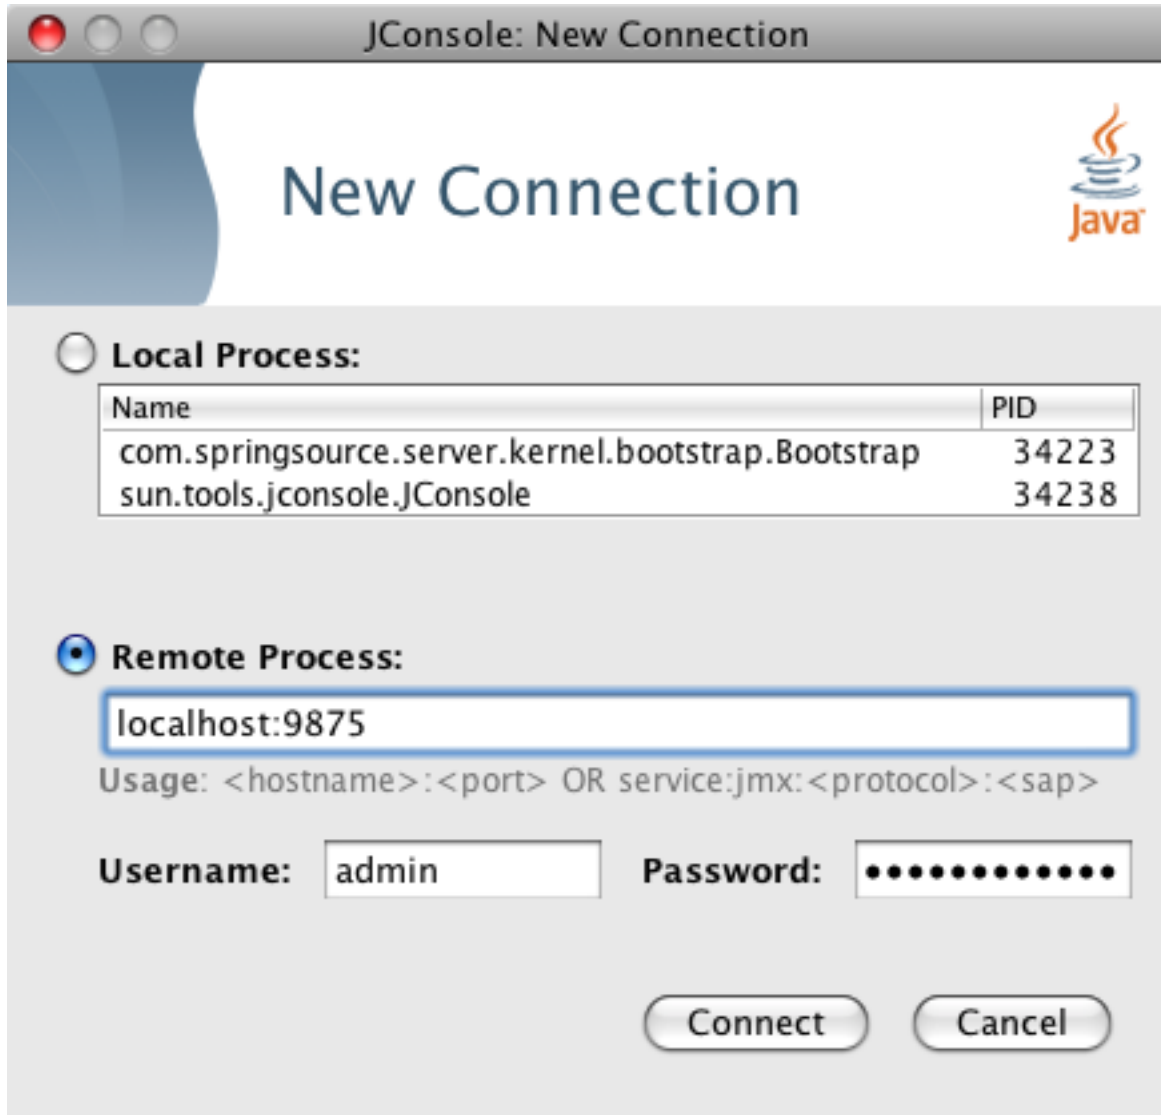 JConsole: New Connection
New Connection
Java
Local Process:
Name PID
com.springsource.server.kernel.bootstrap.Bootstrap 34223
sun.tools.jconsole.JConsole 34238
Remote Process:
localhost:9875
Usage: <hostname>:<port> OR service:jmx:<protocol>:<sap>
Username: admin Password: ••••••••••••
Connect Cancel